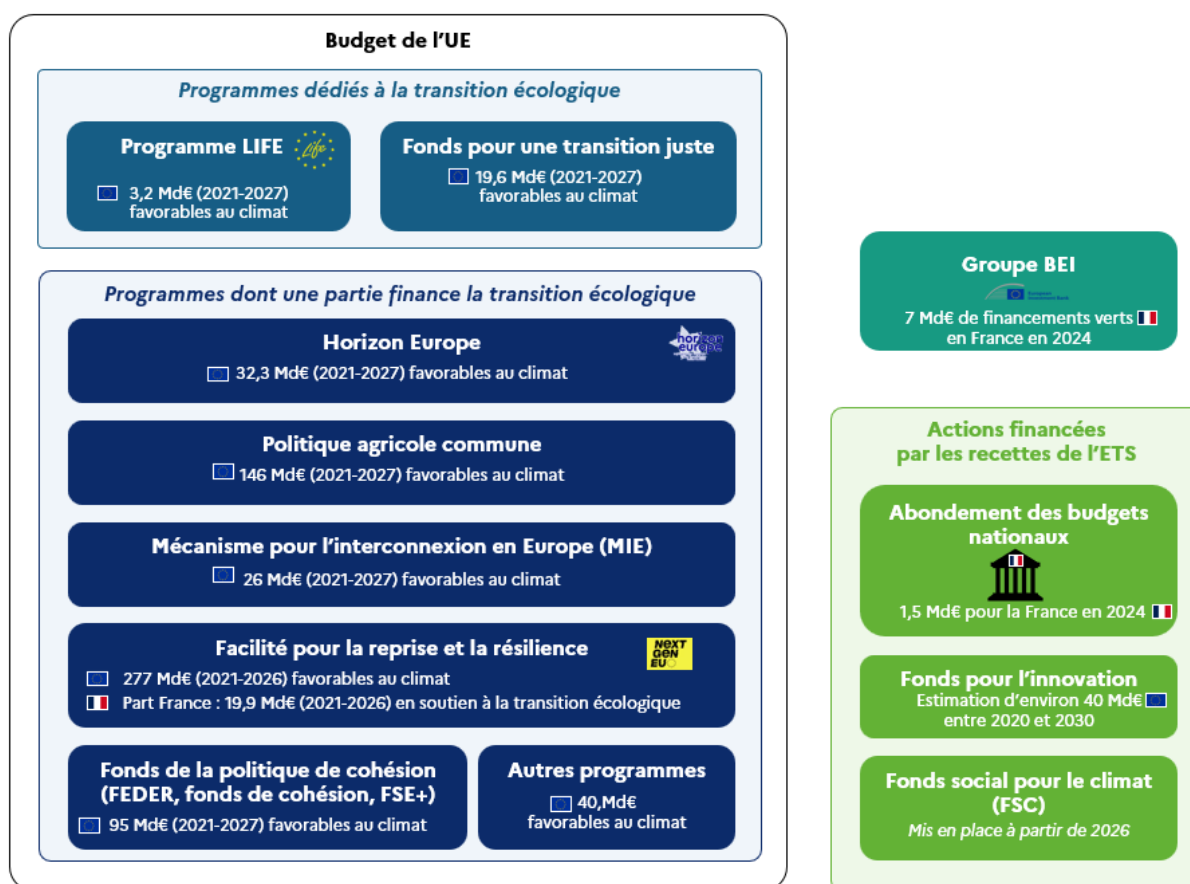 Budget de l'UE
Programmes dédiés à la transition écologique
Programme LIFE
life
3,2 Md€ (2021-2027)
favorables au climat
Fonds pour une transition juste
19,6 Md€ (2021-2027)
favorables au climat
Programmes dont une partie finance la transition écologique
Horizon Europe
horizon
europe
32,3 Md€ (2021-2027) favorables au climat
Politique agricole commune
146 Md€ (2021-2027) favorables au climat
Mécanisme pour l'interconnexion en Europe (MIE)
26 Md€ (2021-2027) favorables au climat
Facilité pour la reprise et la résilience
NEXT
GEN
EU
277 Md€ (2021-2026) favorables au climat
Part France : 19,9 Md€ (2021-2026) en soutien à la transition écologique
Fonds de la politique de cohésion
(FEDER, fonds de cohésion, FSE+)
95 Md€ (2021-2027) favorables au climat
Autres programmes
40,Md€
favorables au climat
Groupe BEI
European
Investment Bank
7 Md€ de financements verts
en France en 2024
Actions financées
par les recettes de l'ETS
Abondement des budgets
nationaux
1,5 Md€ pour la France en 2024
Fonds pour l'innovation
Estimation d'environ 40 Md€
entre 2020 et 2030
Fonds social pour le climat
(FSC)
Mis en place à partir de 2026